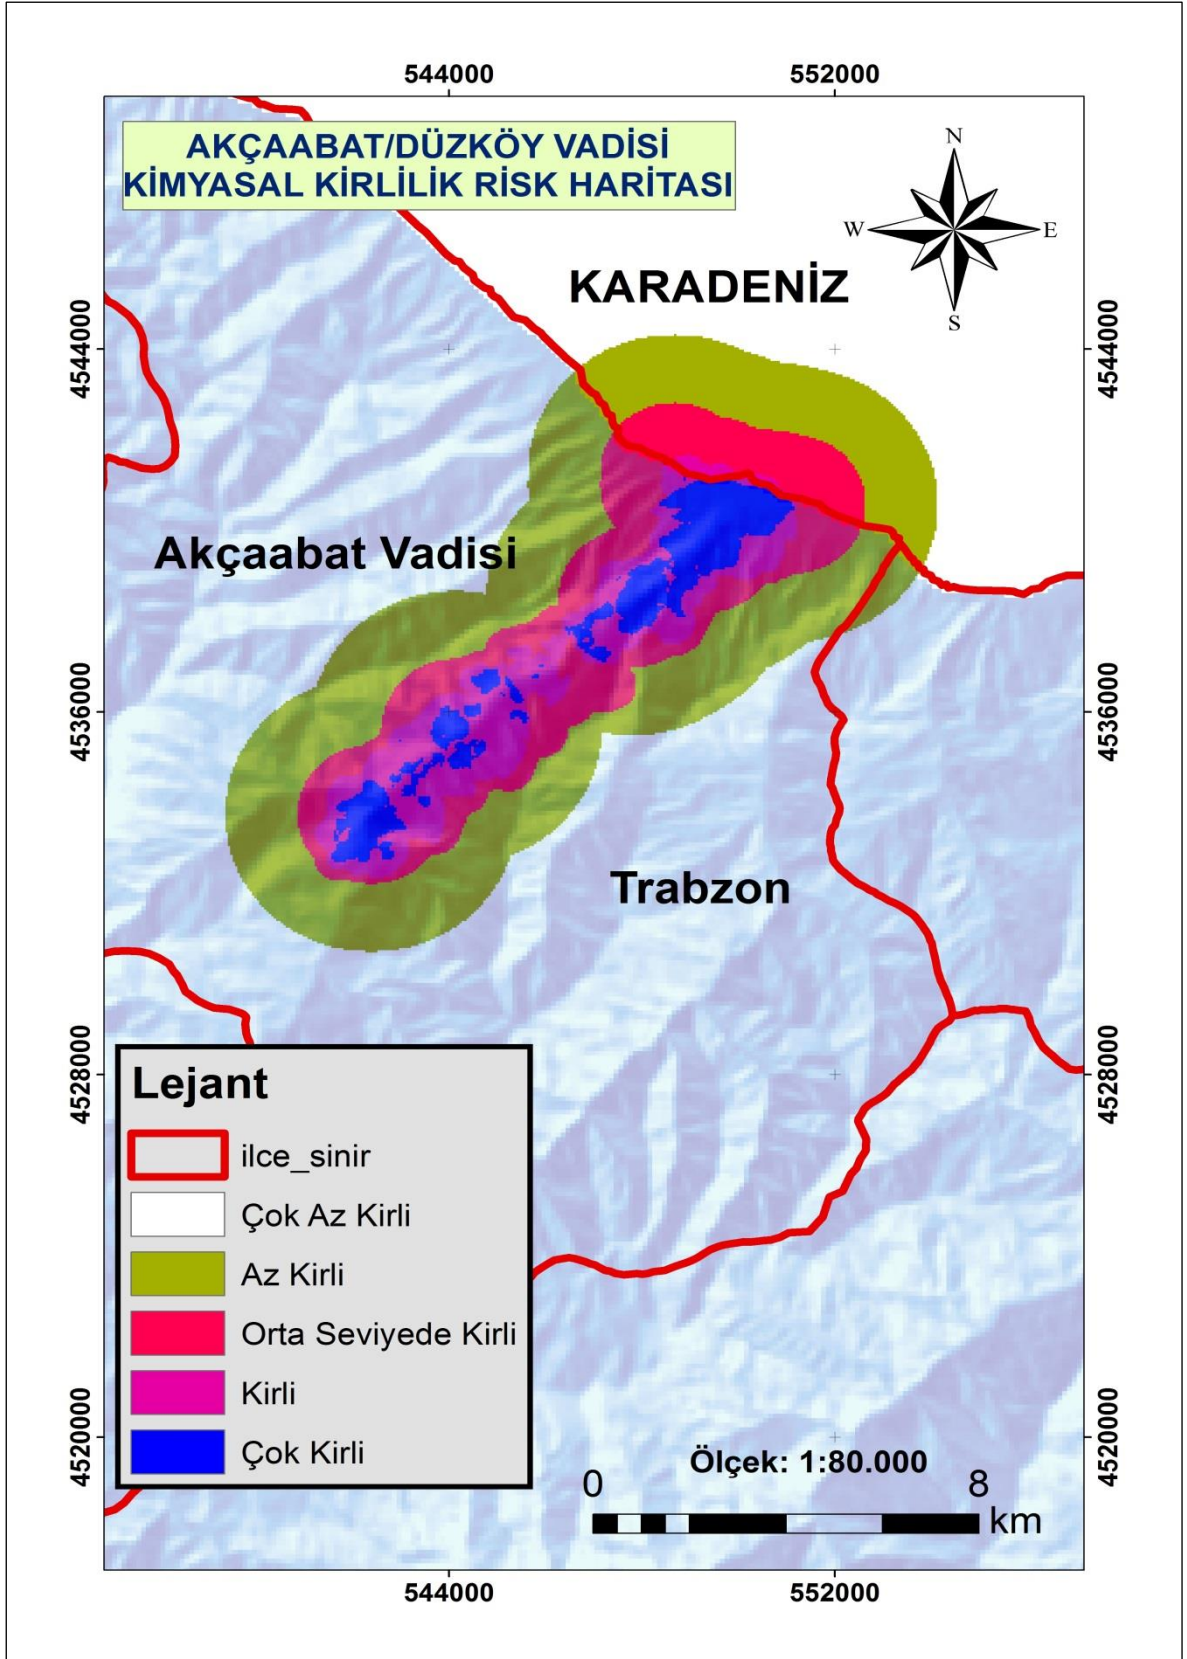 544000
552000
AKÇAABAT/DÜZKÖY VADİSİ
KİMYASAL KİRLİLİK RİSK HARİTASI
N
W
E
S
KARADENİZ
4544000
4544000
Akçaabat Vadisi
4536000
4536000
Trabzon
4528000
4528000
Lejant
ilce_sinir
Çok Az Kirli
Az Kirli
Orta Seviyede Kirli
Kirli
Çok Kirli
4520000
4520000
Ölçek: 1:80.000
0
8
km
544000
552000